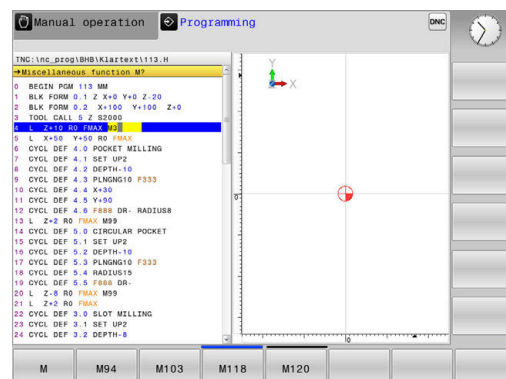 Manual operation
Programming
DNC
TNC:\nc_prog\BHB\Klartext\113.H
→Miscellaneous function M?
0 BEGIN PGM 113 MM
1 BLK FORM 0.1 Z X+0 Y+0 Z-20
2 BLK FORM 0.2 X+100 Y+100 Z+0
3 TOOL CALL 5 Z S2000
4 L Z+10 R0 FMAX M3
5 L X+50 Y+50 R0 FMAX
6 CYCL DEF 4.0 POCKET MILLING
7 CYCL DEF 4.1 SET UP2
8 CYCL DEF 4.2 DEPTH-10
9 CYCL DEF 4.3 PLNGNG10 F333
10 CYCL DEF 4.4 X+30
11 CYCL DEF 4.5 Y+90
12 CYCL DEF 4.6 F888 DR- RADIUS8
13 L Z+2 R0 FMAX M99
14 CYCL DEF 5.0 CIRCULAR POCKET
15 CYCL DEF 5.1 SET UP2
16 CYCL DEF 5.2 DEPTH-10
17 CYCL DEF 5.3 PLNGNG10 F333
18 CYCL DEF 5.4 RADIUS15
19 CYCL DEF 5.5 F888 DR-
20 L Z-8 R0 FMAX M99
21 L Z+2 R0 FMAX
22 CYCL DEF 3.0 SLOT MILLING
23 CYCL DEF 3.1 SET UP2
24 CYCL DEF 3.2 DEPTH-8
Y
X
0
0
M M94 M103 M118 M120